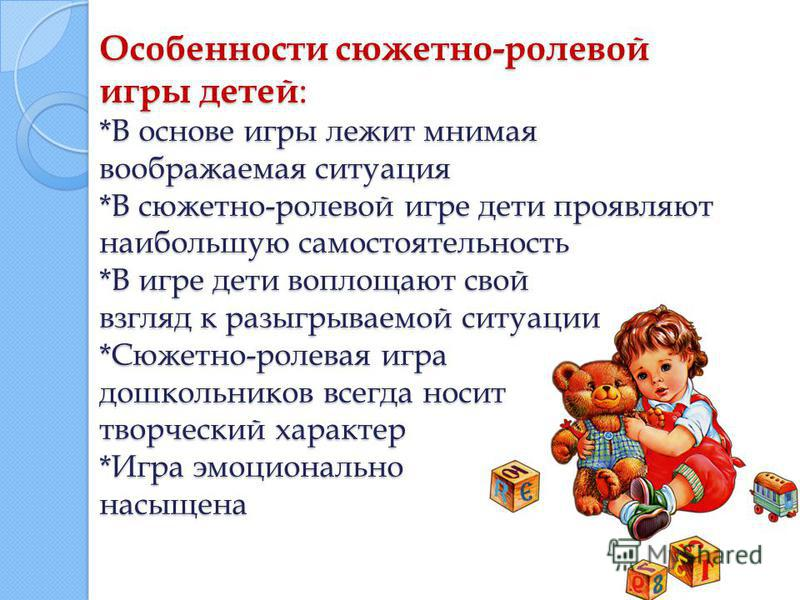 Особенности сюжетно-ролевой
игры детей:
*В основе игры лежит мнимая
воображаемая ситуация
*В сюжетно-ролевой игре дети проявляют
наибольшую самостоятельность
*В игре дети воплощают свой
взгляд к разыгрываемой ситуации
*Сюжетно-ролевая игра
дошкольников всегда носит
творческий характер
*Игра эмоционально
насыщена
MyShared